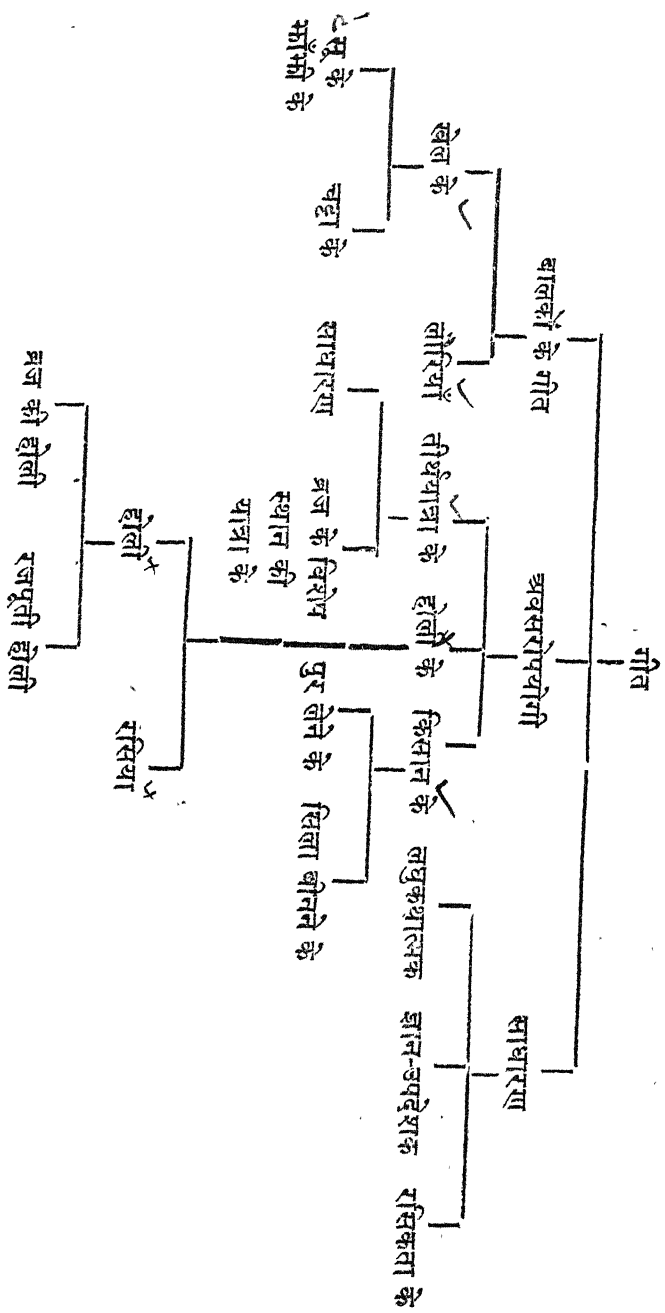 गीत
बालकों के गीत
अवसरोपयोगी
साधारण
खेल के
लोरियाँ
तीर्थयात्रा के
होली के
किसान के
लघुकथात्मक
ज्ञान-उपदेशक
रसिकता के
टेसू के
झाँझी के
चट्टा के
साधारण
ब्रज के विशेष
स्थान की
यात्रा के
पुर लेने के
सिला बीनने के
होली
रसिया
ब्रज की होली
रजपूती होली